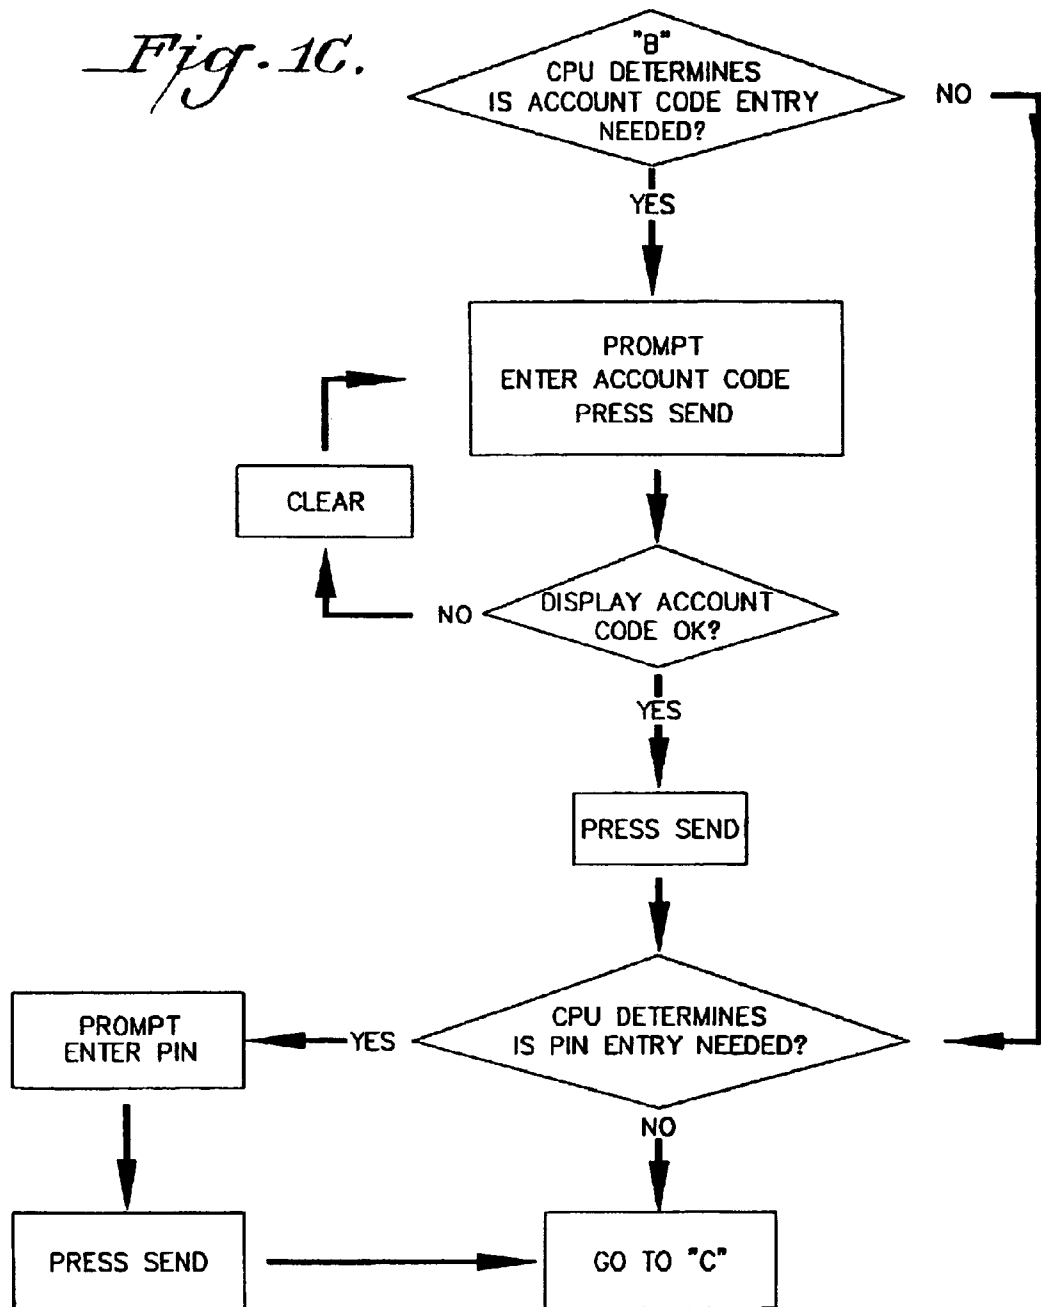 Fig. 1C.
"B"
CPU DETERMINES
IS ACCOUNT CODE ENTRY
NEEDED?
NO
YES
PROMPT
ENTER ACCOUNT CODE
PRESS SEND
CLEAR
NO
DISPLAY ACCOUNT
CODE OK?
YES
PRESS SEND
CPU DETERMINES
IS PIN ENTRY NEEDED?
YES
PROMPT
ENTER PIN
NO
PRESS SEND
GO TO "C"